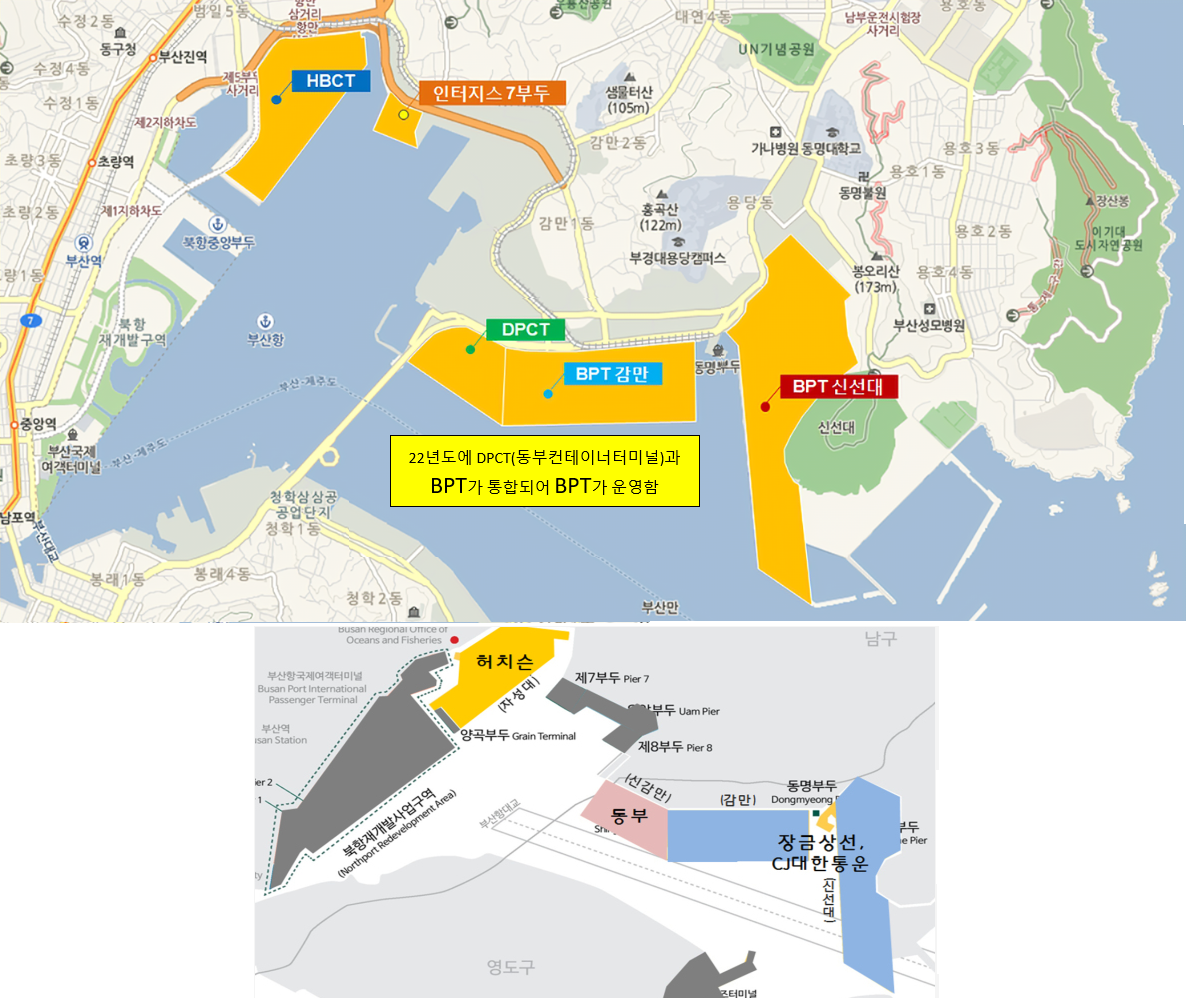 수정2동
범일5동
항만
삼거리
항만
대연4동
남부운전시험장
사거리
용호동
동구청
부산진역
수정4동
UN기념공원
제5부두
사거리
HBCT
인터지스 7부두
샘물터산
(105m)
수정1동
제2지하차도
감만2동
가나병원
동명대학교
용호3동
초량3동
초량역
용호1동
동명불원
장산봉
초량2동
제1지하차도
홍곡산
(122m)
용당동
감만1동
이기대
도시자연공원
용호2동
북항중앙부두
부산역
부경대용당캠퍼스
봉오리산
(173m)
용호4동
초량1동
7
북항
재개발구역
부산항
부산성모병원
DPCT
동명부두
BPT 감만
BPT 신선대
부산-제주도
중앙역
신선대
부산국제
여객터미널
부산-제주도
22년도에 DPCT(동부컨테이너터미널)과
BPT가 통합되어 BPT가 운영함
청학삼삼공
공업단지
청학1동
남포역
부산대교
봉래1동
봉래4동
청학2동
부산만
Busan Regional Office of
Oceans and Fisheries
남구
허치슨
(자성대)
부산항국제여객터미널
Busan Port International
Passenger Terminal
제7부두 Pier 7
부두 Uam Pier
부산역
usan Station
양곡부두 Grain Terminal
제8부두 Pier 8
ier 2
1
(신감만)
(감만)
동명부두
Dongmyeong
부산항대교
동부
부두
ne Pier
북항재개발사업구역
(Northport Redevelopment Area)
장금상선,
CJ대한통운
(신선대)
영도구
즈터미널